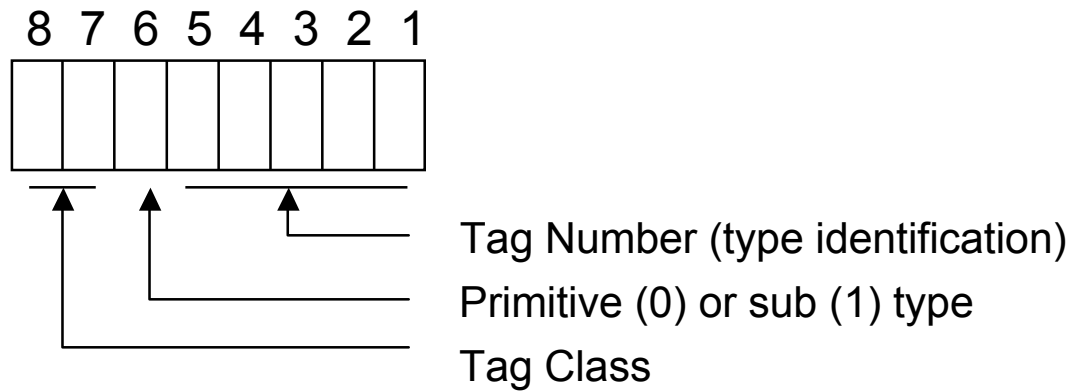 8 7 6 5 4 3 2 1
Tag Number (type identification)
Primitive (0) or sub (1) type
Tag Class